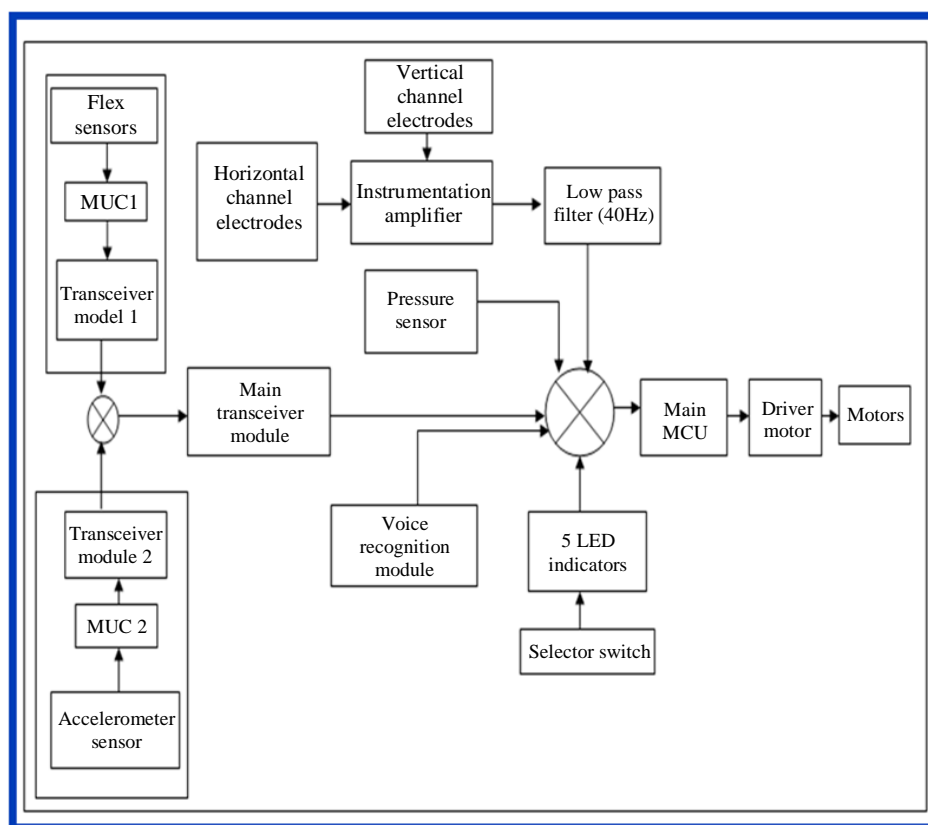 Flex
sensors
MUC1
Transceiver
model 1
Vertical
channel
electrodes
Horizontal
channel
electrodes
Instrumentation
amplifier
Low pass
filter (40Hz)
Pressure
sensor
Main
transceiver
module
Main
MCU
Driver
motor
Motors
Voice
recognition
module
5 LED
indicators
Selector switch
Transceiver
module 2
MUC 2
Accelerometer
sensor